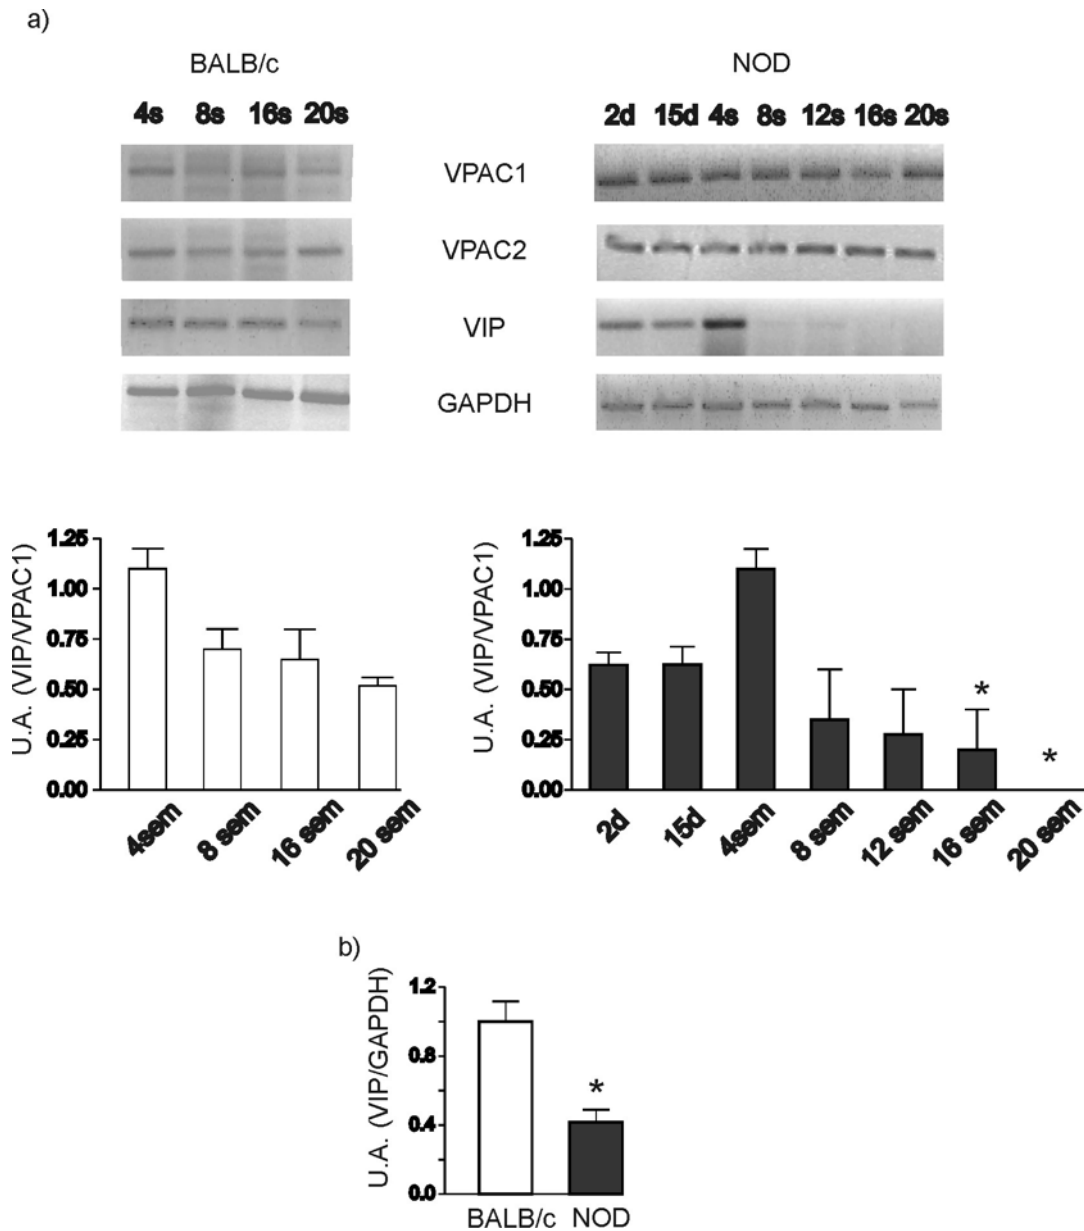 a)
BALB/c
NOD
4s 8s 16s 20s
2d 15d 4s 8s 12s 16s 20s
VPAC1
VPAC2
VIP
GAPDH
U.A. (VIP/VPAC1)
1.25
1.00
0.75
0.50
0.25
0.00
4sem
8 sem
16 sem
20 sem
U.A. (VIP/VPAC1)
1.25
1.00
0.75
0.50
0.25
0.00
*
*
2d
15d
4sem
8 sem
12 sem
16 sem
20 sem
b)
U.A. (VIP/GAPDH)
1.2
0.8
0.4
0.0
*
BALB/c NOD